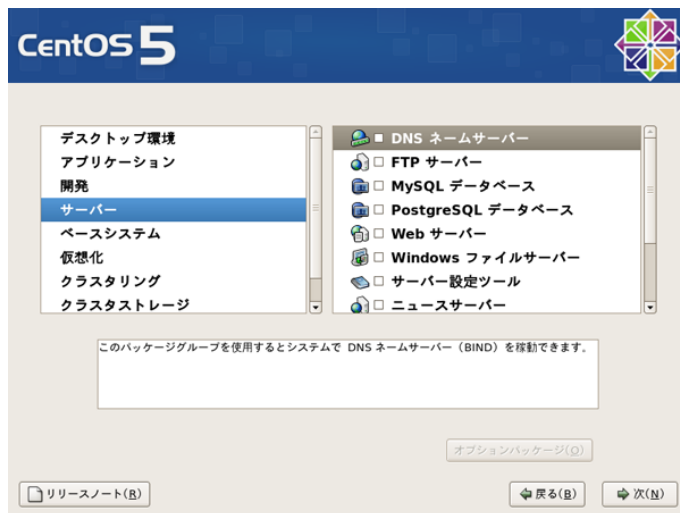 CentOS 5
デスクトップ環境
アプリケーション
開発
サーバー
ベースシステム
仮想化
クラスタリング
クラスタストレージ
DNS ネームサーバー
FTP サーバー
MySQL データベース
PostgreSQL データベース
Web サーバー
Windows ファイルサーバー
サーバー設定ツール
ニュースサーバー
このパッケージグループを使用するとシステムで DNS ネームサーバー（BIND）を稼動できます。
オプションパッケージ(O)
リリースノート(R)
戻る(B)
次(N)